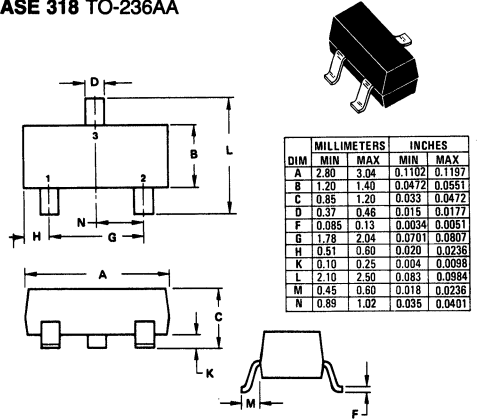 ASE 318 TO-236AA
D
3
B
L
1
2
N
H
G
A
C
K
M
F
MILLIMETERS INCHES
DIM MIN MAX MIN MAX
A 2.80 3.04 0.1102 0.1197
B 1.20 1.40 0.0472 0.0551
C 0.85 1.20 0.033 0.0472
D 0.37 0.46 0.015 0.0177
F 0.085 0.13 0.0034 0.0051
G 1.78 2.04 0.0701 0.0807
H 0.51 0.60 0.020 0.0236
K 0.10 0.25 0.004 0.0098
L 2.10 2.50 0.083 0.0984
M 0.45 0.60 0.018 0.0236
N 0.89 1.02 0.035 0.0401